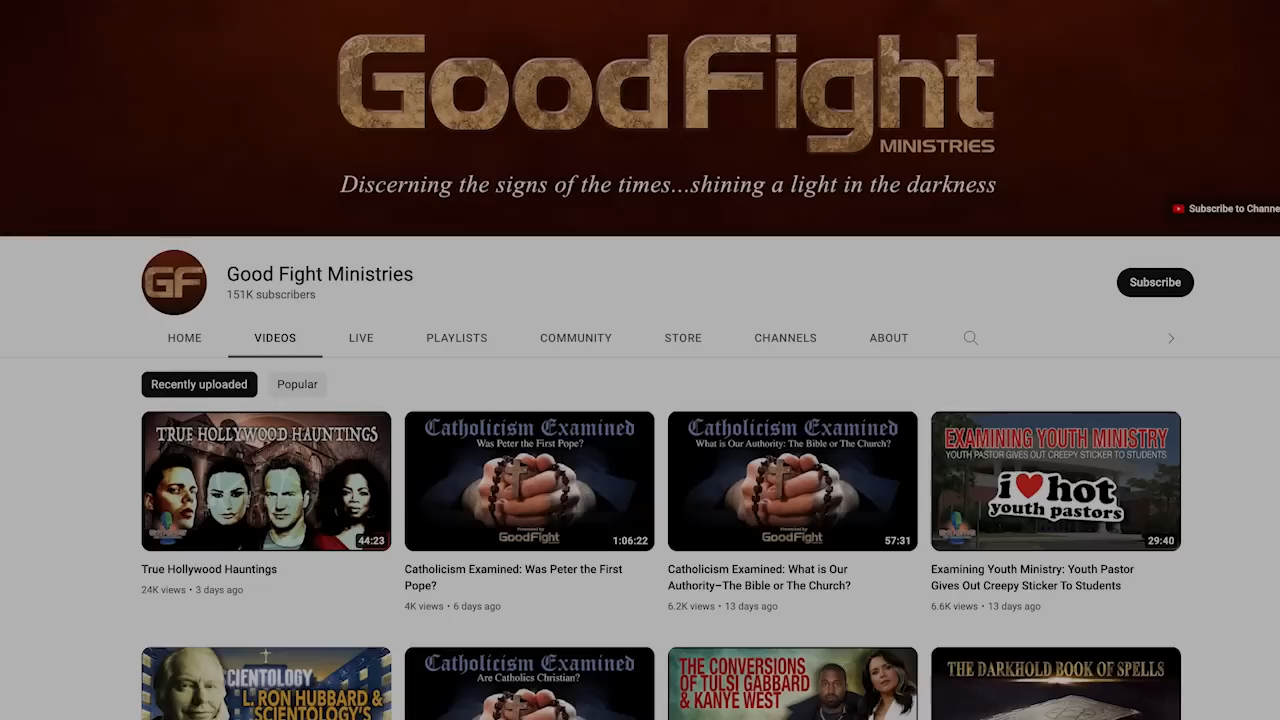 GoodFight
MINISTRIES
Discerning the signs of the times...shining a light in the darkness
Subscribe to Channe
GF
Good Fight Ministries
151K subscribers
Subscribe
HOME
VIDEOS
LIVE
PLAYLISTS
COMMUNITY
STORE
CHANNELS
ABOUT
Recently uploaded
Popular
TRUE HOLLYWOOD HAUNTINGS
44:23
True Hollywood Hauntings
24K views • 3 days ago
Catholicism Examined
Was Peter the First Pope?
Presented by
GoodFight
1:06:22
Catholicism Examined: Was Peter the First
Pope?
4K views • 6 days ago
Catholicism Examined
What is Our Authority: The Bible or The Church?
Presented by
GoodFight
57:31
Catholicism Examined: What is Our
Authority–The Bible or The Church?
6.2K views • 13 days ago
EXAMINING YOUTH MINISTRY
YOUTH PASTOR GIVES OUT CREEPY STICKER TO STUDENTS
i ♥ hot
youth pastors
29:40
Examining Youth Ministry: Youth Pastor
Gives Out Creepy Sticker To Students
6.6K views • 13 days ago
SCIENTOLOGY
L. RON HUBBARD &
SCIENTOLOGY'S
Catholicism Examined
Are Catholics Christian?
THE CONVERSIONS
OF TULSI GABBARD
& KANYE WEST
THE DARKHOLD BOOK OF SPELLS